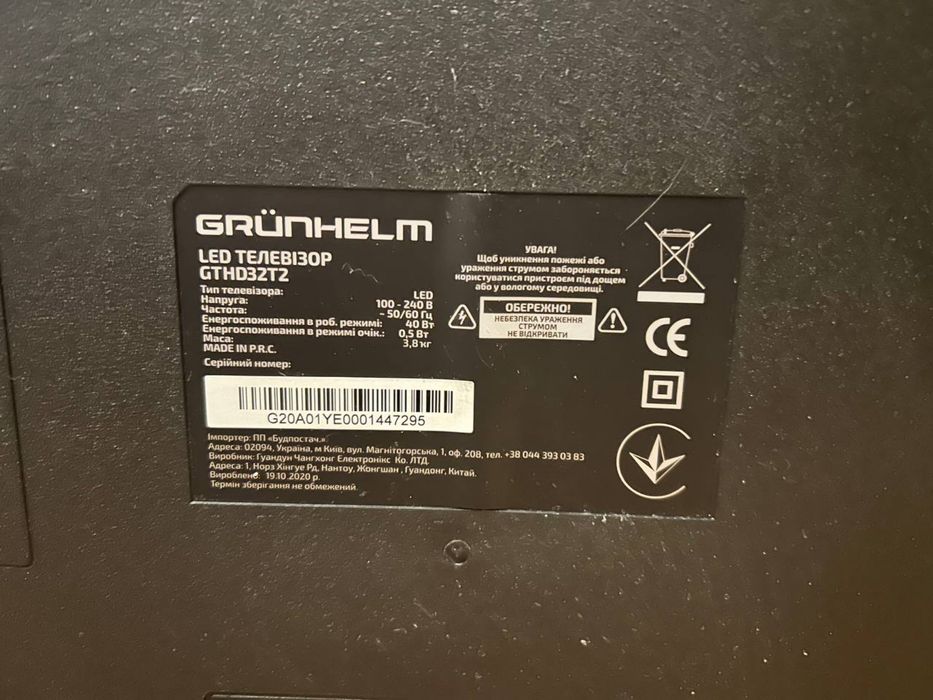 GRÜNHELM
LED ТЕЛЕВІЗОР
GTHD32T2
Тип телевізора: LED
Напруга: 100 - 240 В
Частота: ~ 50/60 Гц
Енергоспоживання в роб. режимі: 40 Вт
Енергоспоживання в режимі очік.: 0,5 Вт
Маса: 3,8 кг
MADE IN P.R.C.
Серійний номер:
G20A01YE0001447295
Імпортер: ПП «Будпостач.»
Адреса: 02094, Україна, м Київ, вул. Магнітогорська, 1, оф. 208, тел. +38 044 393 03 83
Виробник: Гуандун Чангхонг Електронікс Ко. ЛТД.
Адреса: 1, Норз Хінгуе Рд, Нантоу, Жонгшан , Гуандонг, Китай.
Вироблено: 19.10.2020 р.
Термін зберігання не обмежений.
УВАГА!
Щоб уникнення пожежі або
ураження струмом забороняється
користуватися пристроєм під дощем
або у вологому середовищі.
ОБЕРЕЖНО!
НЕБЕЗПЕКА УРАЖЕННЯ
СТРУМОМ
НЕ ВІДКРИВАТИ
CE